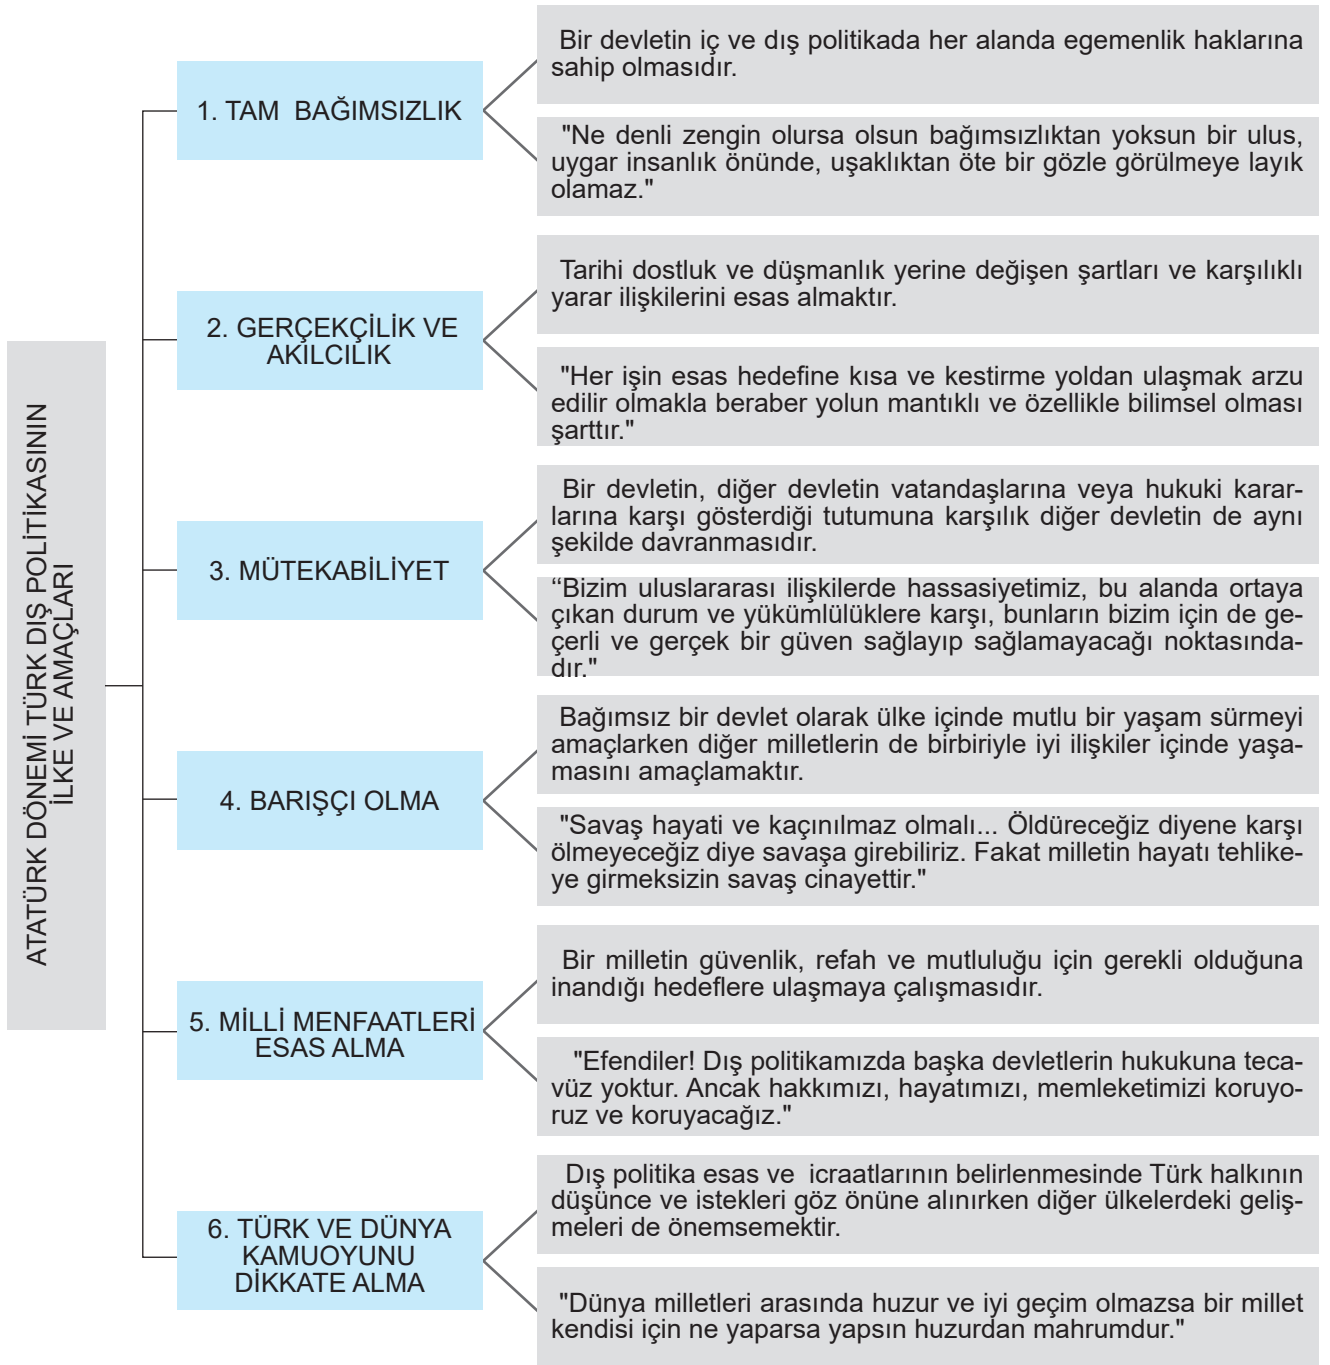 ATATÜRK DÖNEMİ TÜRK DIŞ POLİTİKASININ
İLKE VE AMAÇLARI
1. TAM BAĞIMSIZLIK
Bir devletin iç ve dış politikada her alanda egemenlik haklarına
sahip olmasıdır.
"Ne denli zengin olursa olsun bağımsızlıktan yoksun bir ulus,
uygar insanlık önünde, uşaklıktan öte bir gözle görülmeye layık
olamaz."
2. GERÇEKÇİLİK VE
AKILCILIK
Tarihi dostluk ve düşmanlık yerine değişen şartları ve karşılıklı
yarar ilişkilerini esas almaktır.
"Her işin esas hedefine kısa ve kestirme yoldan ulaşmak arzu
edilir olmakla beraber yolun mantıklı ve özellikle bilimsel olması
şarttır."
3. MÜTEKABİLİYET
Bir devletin, diğer devletin vatandaşlarına veya hukuki karar-
larına karşı gösterdiği tutumuna karşılık diğer devletin de aynı
şekilde davranmasıdır.
“Bizim uluslararası ilişkilerde hassasiyetimiz, bu alanda ortaya
çıkan durum ve yükümlülüklere karşı, bunların bizim için de ge-
çerli ve gerçek bir güven sağlayıp sağlamayacağı noktasında-
dır."
4. BARIŞÇI OLMA
Bağımsız bir devlet olarak ülke içinde mutlu bir yaşam sürmeyi
amaçlarken diğer milletlerin de birbiriyle iyi ilişkiler içinde yaşa-
masını amaçlamaktır.
"Savaş hayati ve kaçınılmaz olmalı... Öldüreceğiz diyene karşı
ölmeyeceğiz diye savaşa girebiliriz. Fakat milletin hayatı tehlike-
ye girmeksizin savaş cinayettir."
5. MİLLİ MENFAATLERİ
ESAS ALMA
Bir milletin güvenlik, refah ve mutluluğu için gerekli olduğuna
inandığı hedeflere ulaşmaya çalışmasıdır.
"Efendiler! Dış politikamızda başka devletlerin hukukuna teca-
vüz yoktur. Ancak hakkımızı, hayatımızı, memleketimizi koruyo-
ruz ve koruyacağız."
6. TÜRK VE DÜNYA
KAMUOYUNU
DİKKATE ALMA
Dış politika esas ve icraatlarının belirlenmesinde Türk halkının
düşünce ve istekleri göz önüne alınırken diğer ülkelerdeki geliş-
meleri de önemsemektir.
"Dünya milletleri arasında huzur ve iyi geçim olmazsa bir millet
kendisi için ne yaparsa yapsın huzurdan mahrumdur."